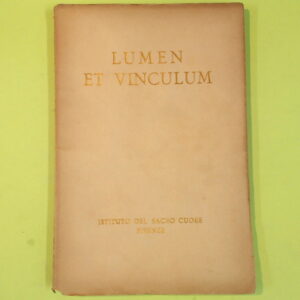 LUMEN
ET VINCULUM
ISTITUTO DEL SACRO CUORE
FIRENZE